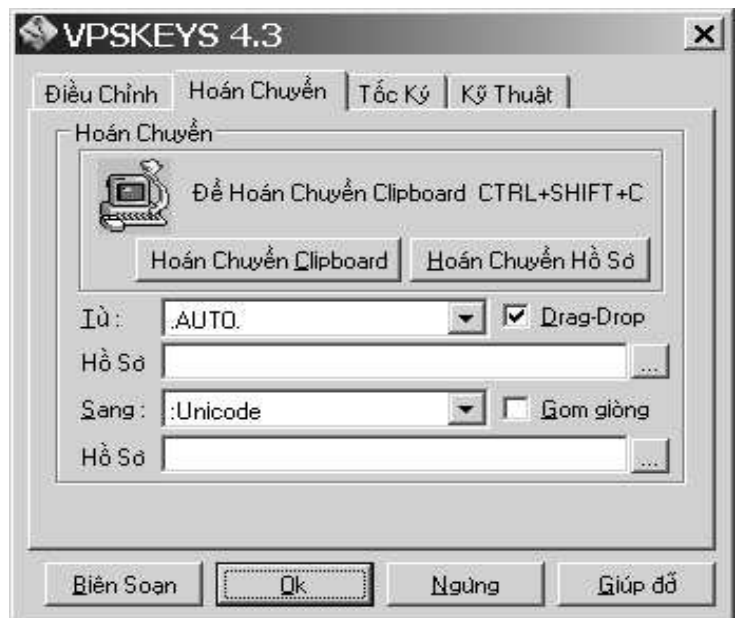 VPSKEYS 4.3
Điều Chỉnh Hoán Chuyển Tốc Ký Kỹ Thuật
Hoán Chuyển
Để Hoán Chuyển Clipboard CTRL+SHIFT+C
Hoán Chuyển Clipboard Hoán Chuyển Hồ Sơ
Từ: .AUTO. Drag-Drop
Hồ Sơ ...
Sang: :Unicode Gom giòng
Hồ Sơ ...
Biên Soạn Ok Ngừng Giúp đỡ